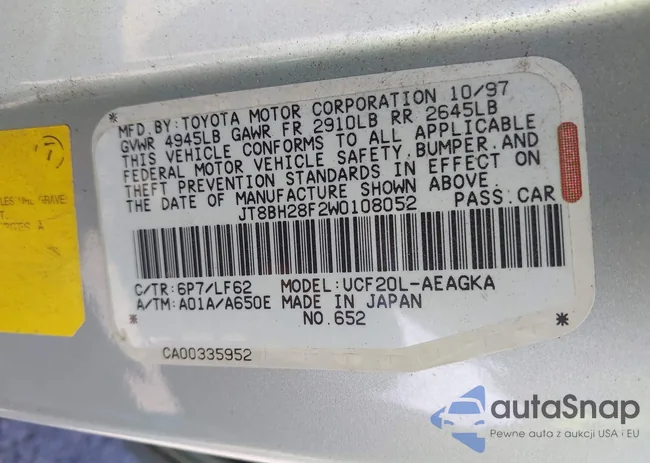 MFD.BY:TOYOTA MOTOR CORPORATION 10/97
GVWR 4945LB GAWR FR 2910LB RR 2645LB
THIS VEHICLE CONFORMS TO ALL APPLICABLE
FEDERAL MOTOR VEHICLE SAFETY,BUMPER,AND
THEFT PREVENTION STANDARDS IN EFFECT ON
THE DATE OF MANUFACTURE SHOWN ABOVE.
JT8BH28F2W0108052 PASS.CAR
C/TR:6P7/LF62 MODEL:UCF20L-AEAGKA
A/TM:A01A/A650E MADE IN JAPAN
NO.652
CA00335952
autaSnap
Pewne auta z aukcji USA i EU